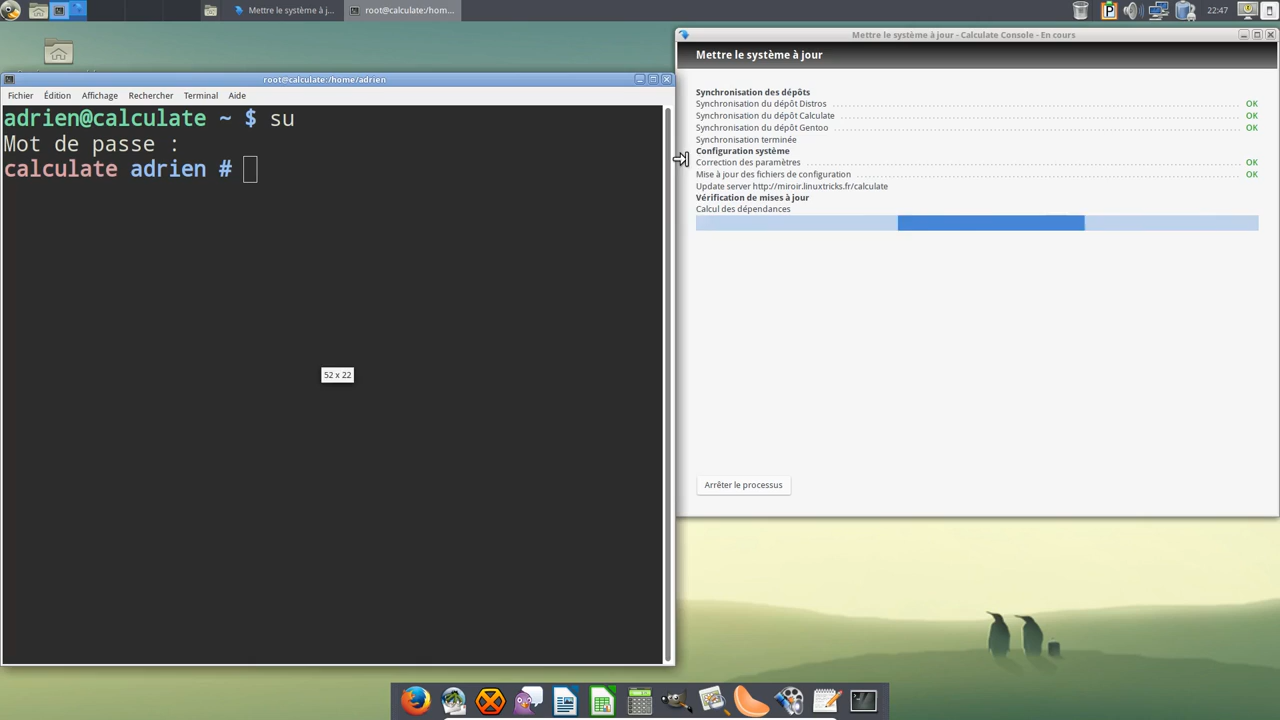 Mettre le système à j...
root@calculate:/hom...
22:47
root@calculate:/home/adrien
Fichier Édition Affichage Rechercher Terminal Aide
adrien@calculate ~ $ su
Mot de passe :
calculate adrien #
52 x 22
Mettre le système à jour - Calculate Console - En cours
Mettre le système à jour
Synchronisation des dépôts
Synchronisation du dépôt Distros OK
Synchronisation du dépôt Calculate OK
Synchronisation du dépôt Gentoo OK
Synchronisation terminée
Configuration système
Correction des paramètres OK
Mise à jour des fichiers de configuration OK
Update server http://miroir.linuxtricks.fr/calculate
Vérification de mises à jour
Calcul des dépendances
Arrêter le processus